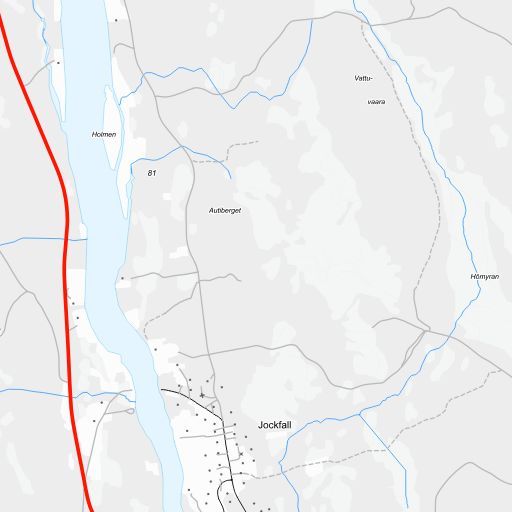 Vattu-
vaara
Holmen
81
Autiberget
Hömyran
Jockfall